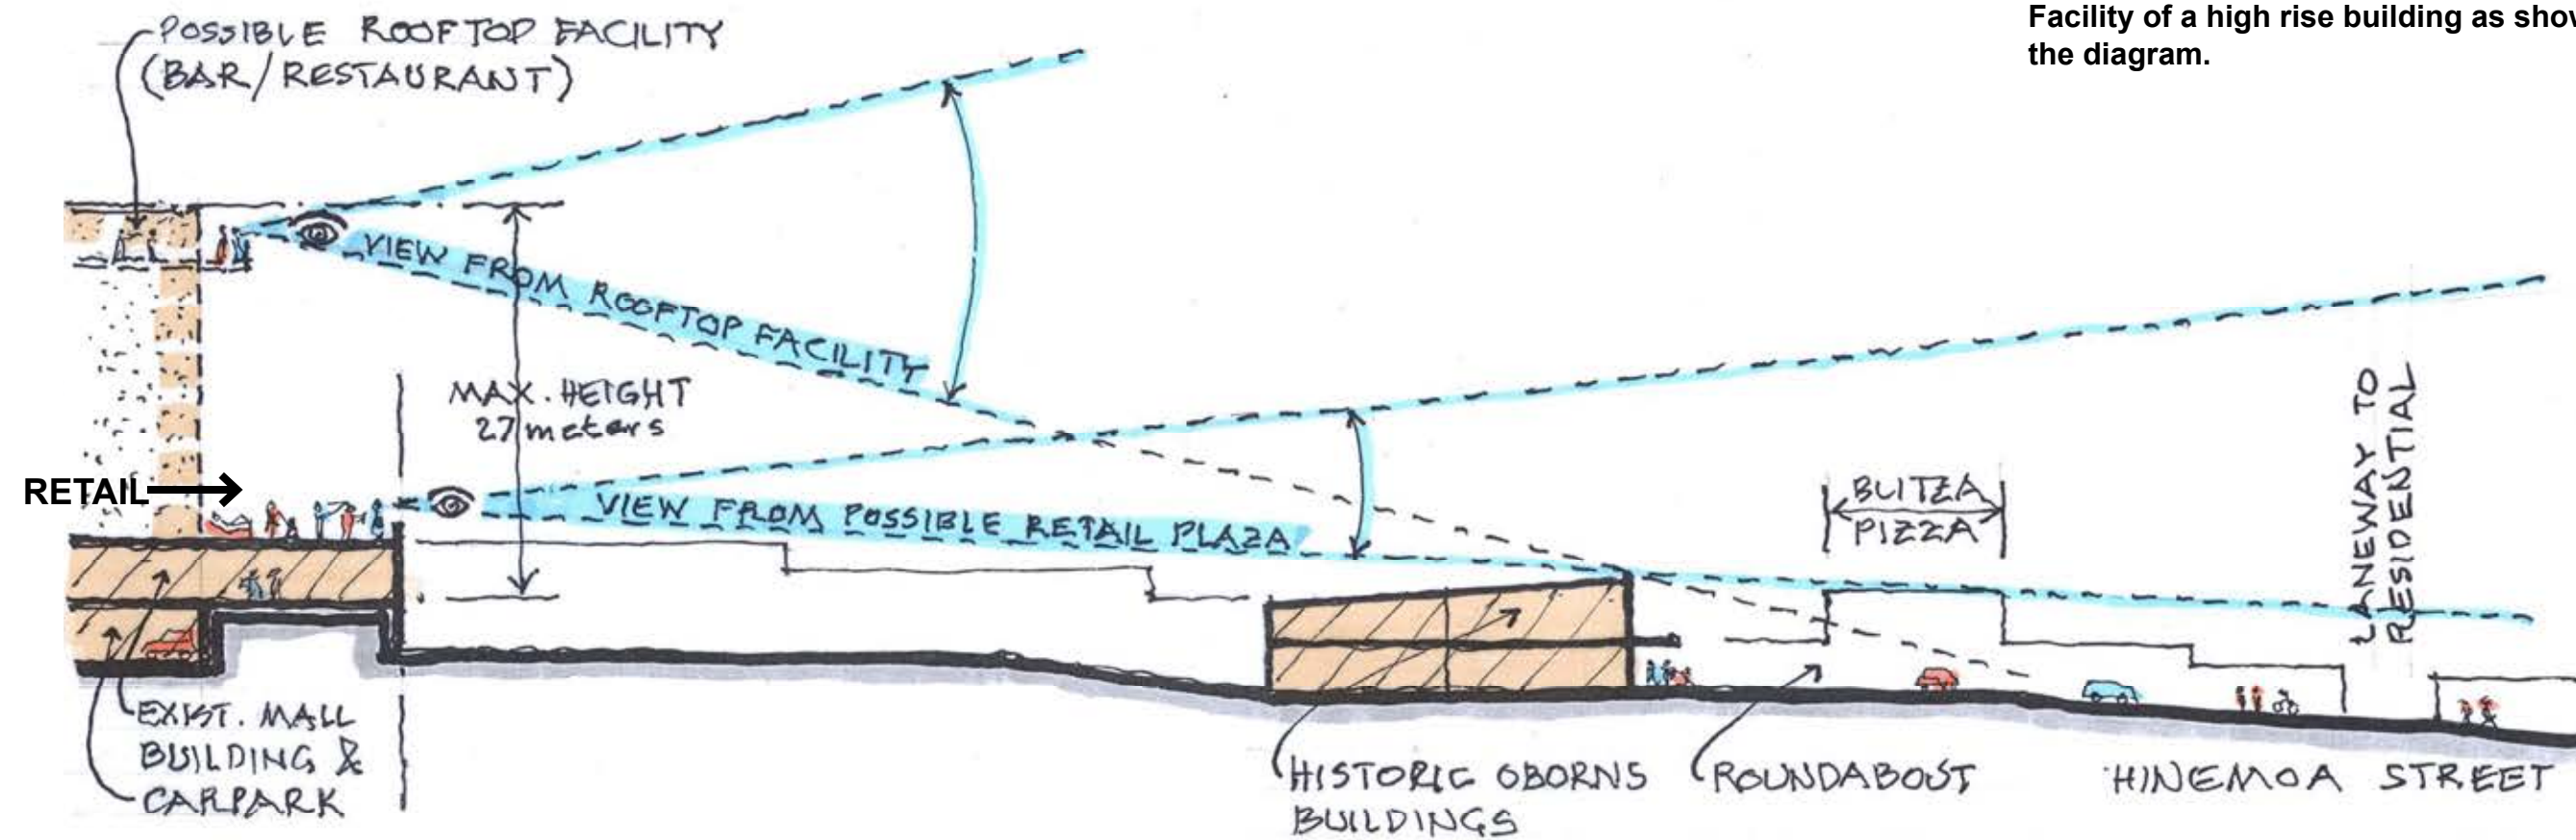 Facility of a high rise building as show
the diagram.
POSSIBLE ROOFTOP FACILITY
(BAR/RESTAURANT)
VIEW FROM ROOFTOP FACILITY
MAX. HEIGHT
27 meters
RETAIL
VIEW FROM POSSIBLE RETAIL PLAZA
BLITZA
PIZZA
LANEWAY TO
RESIDENTIAL
EXIST. MALL
BUILDING &
CARPARK
HISTORIC OBORNS
BUILDINGS
ROUNDABOUT
HINEMOA STREET